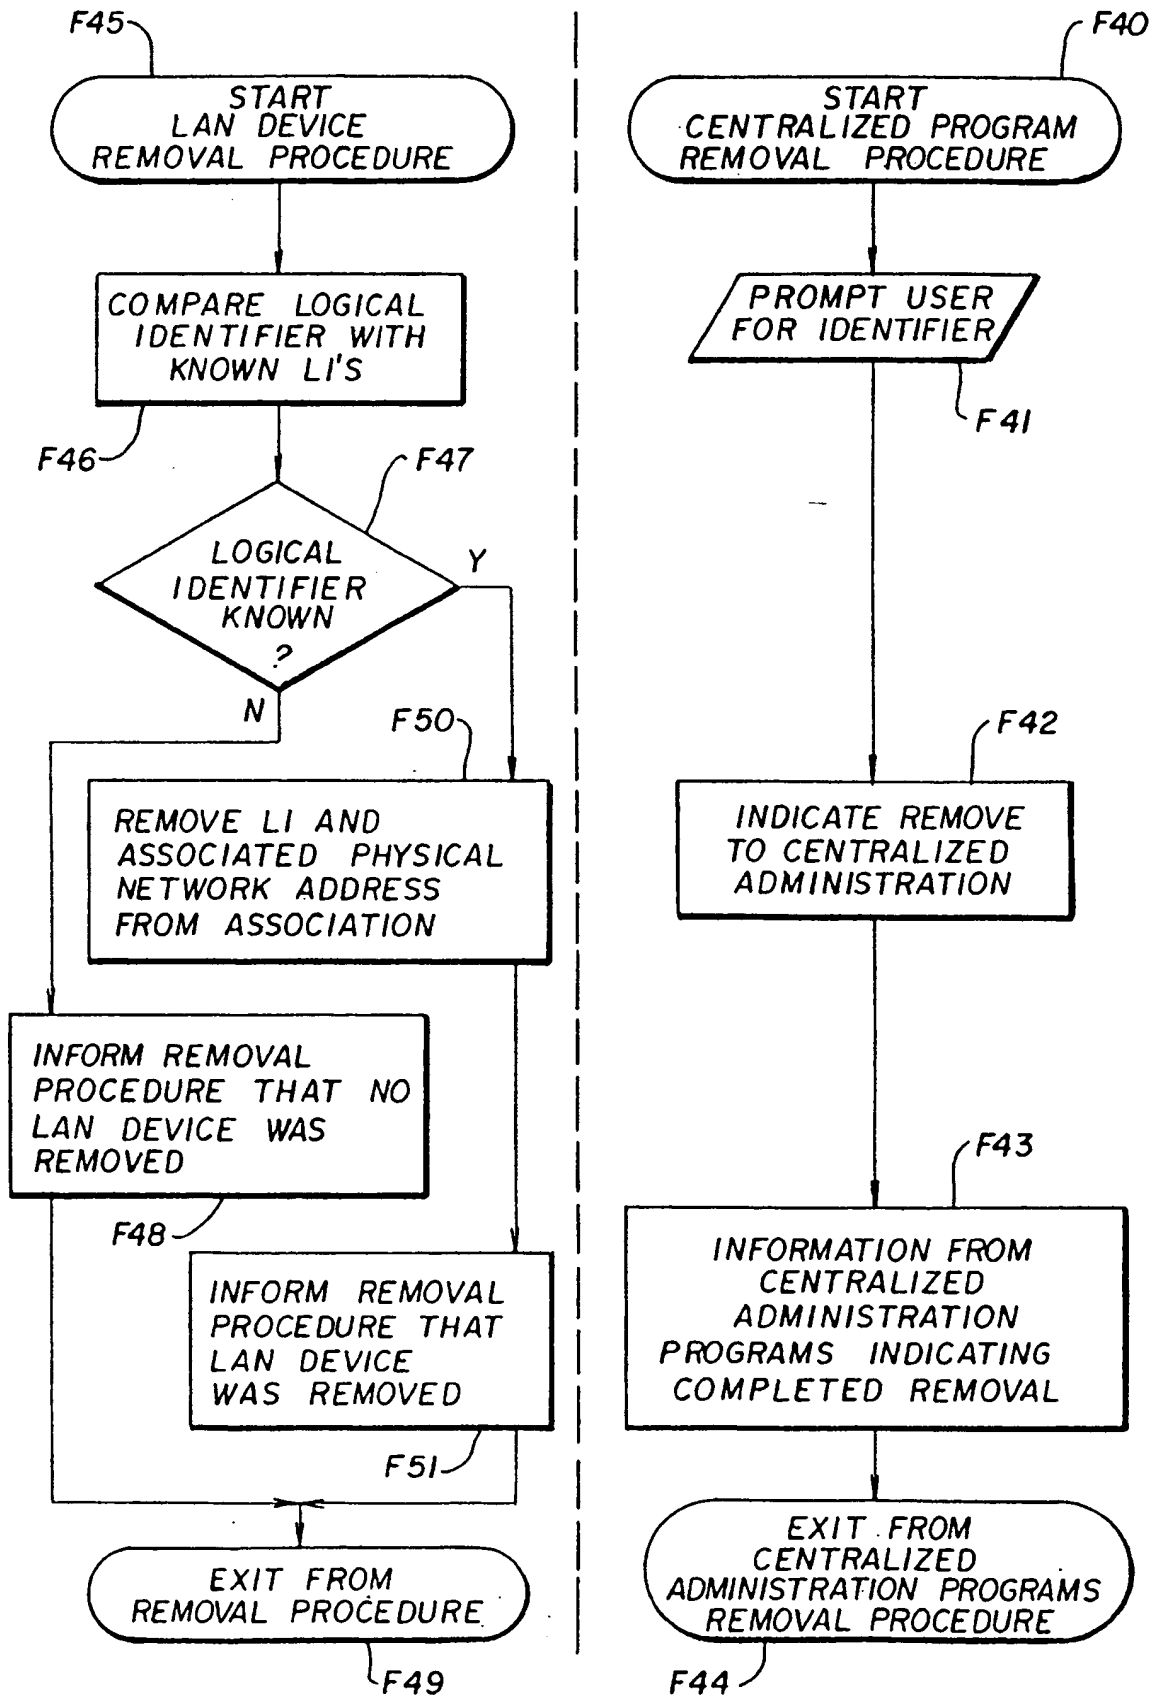 F45
START
LAN DEVICE
REMOVAL PROCEDURE
COMPARE LOGICAL
IDENTIFIER WITH
KNOWN LI'S
F46
F47
LOGICAL
IDENTIFIER
KNOWN
?
Y
N
F50
REMOVE LI AND
ASSOCIATED PHYSICAL
NETWORK ADDRESS
FROM ASSOCIATION
INFORM REMOVAL
PROCEDURE THAT NO
LAN DEVICE WAS
REMOVED
F48
INFORM REMOVAL
PROCEDURE THAT
LAN DEVICE
WAS REMOVED
F51
EXIT FROM
REMOVAL PROCEDURE
F49
F40
START
CENTRALIZED PROGRAM
REMOVAL PROCEDURE
PROMPT USER
FOR IDENTIFIER
F41
F42
INDICATE REMOVE
TO CENTRALIZED
ADMINISTRATION
F43
INFORMATION FROM
CENTRALIZED
ADMINISTRATION
PROGRAMS INDICATING
COMPLETED REMOVAL
EXIT FROM
CENTRALIZED
ADMINISTRATION PROGRAMS
REMOVAL PROCEDURE
F44